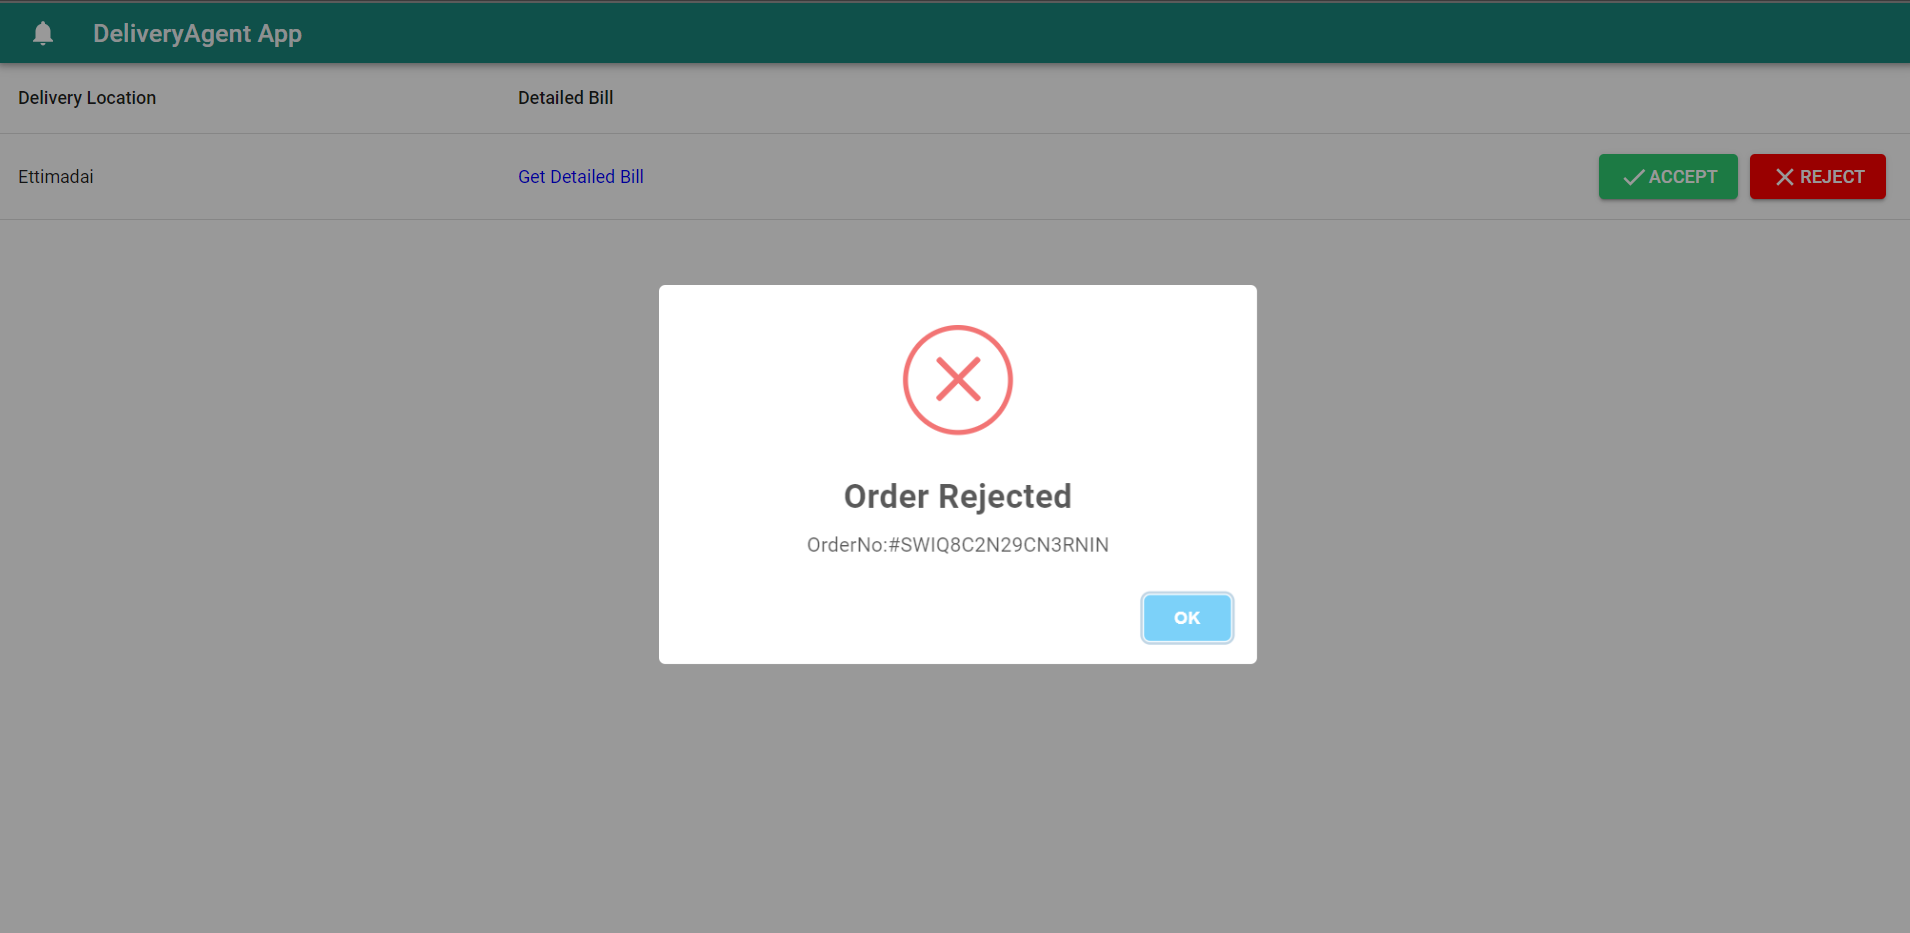 DeliveryAgent App
Delivery Location Detailed Bill
Ettimadai Get Detailed Bill ACCEPT REJECT
Order Rejected
OrderNo:#SWIQ8C2N29CN3RNIN
OK